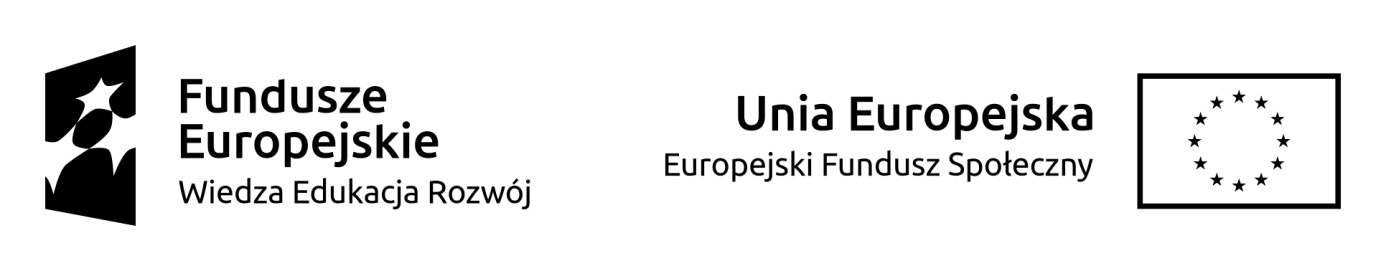 Fundusze
Europejskie
Wiedza Edukacja Rozwój
Unia Europejska
Europejski Fundusz Społeczny